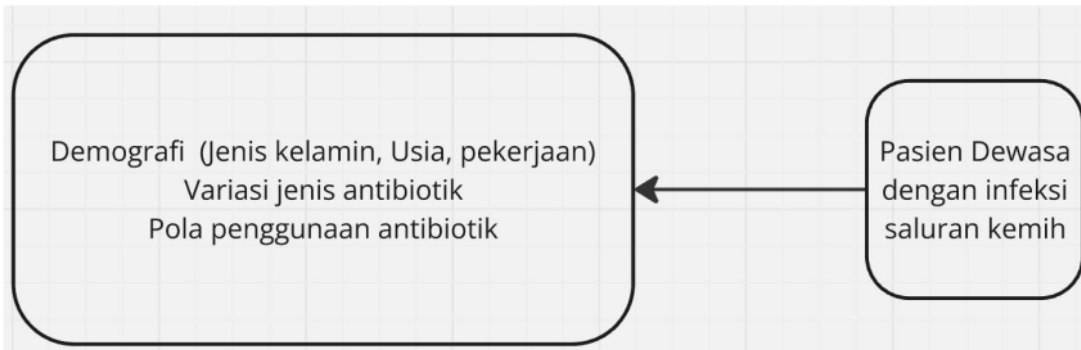 Demografi (Jenis kelamin, Usia, pekerjaan)
Variasi jenis antibiotik
Pola penggunaan antibiotik
Pasien Dewasa
dengan infeksi
saluran kemih